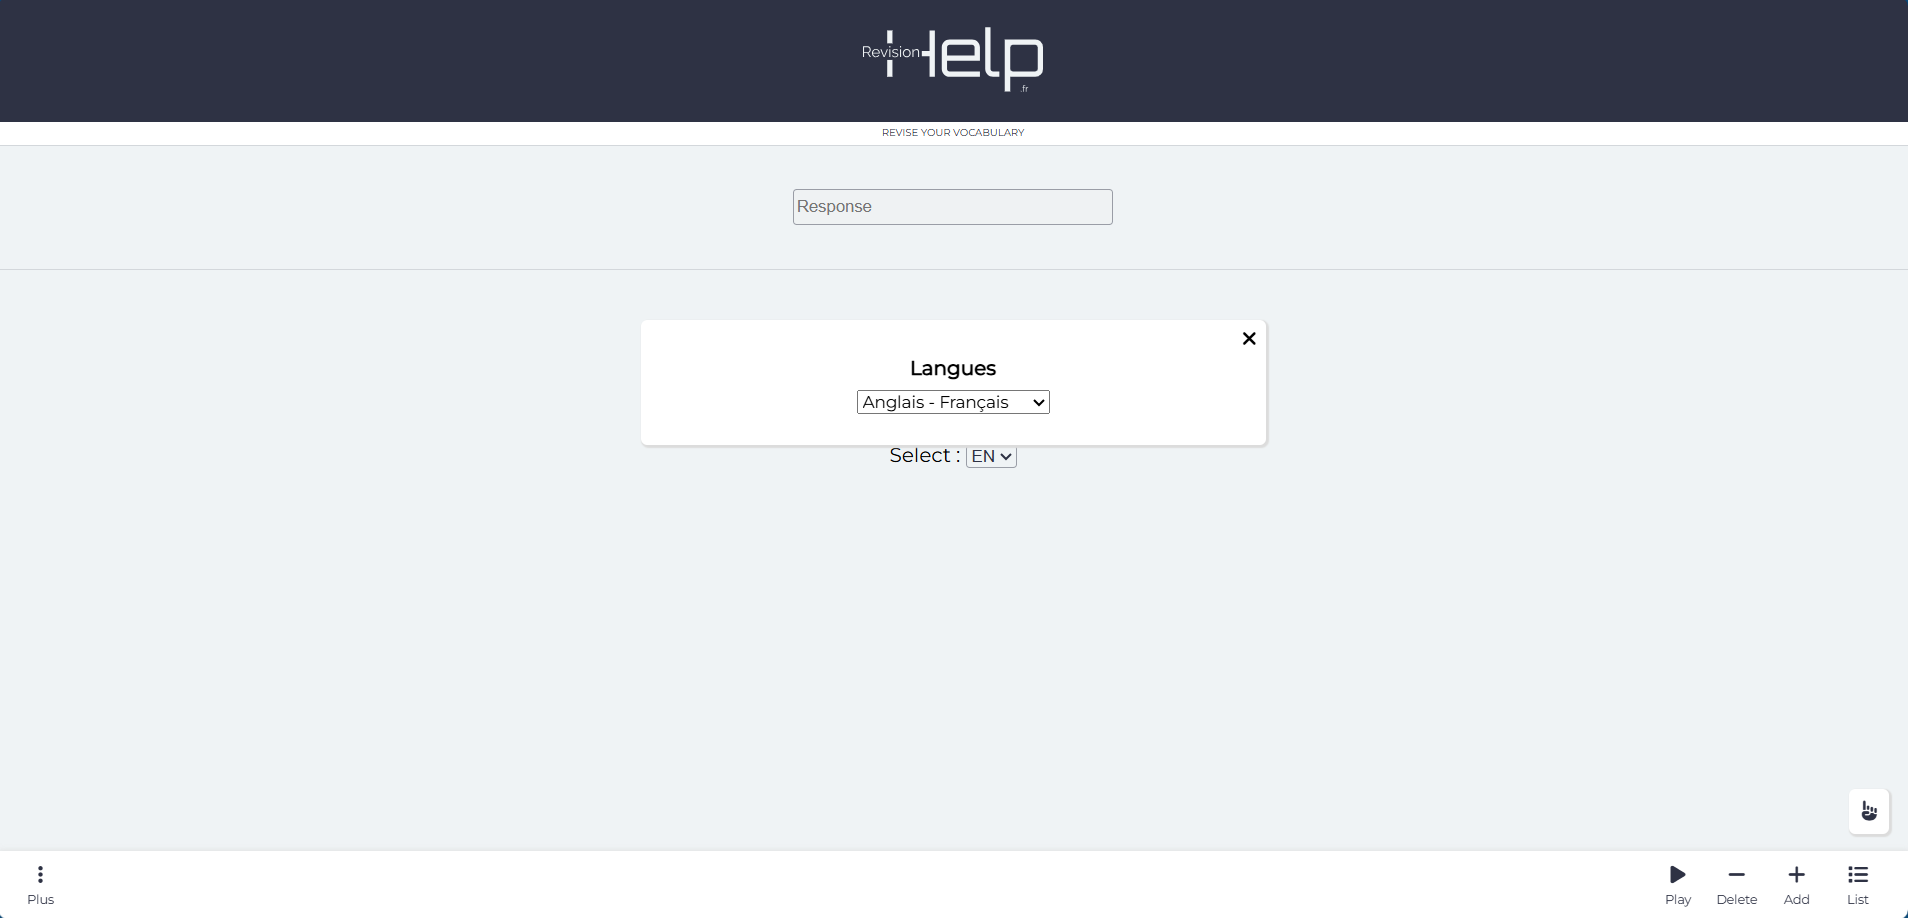 Revision Help
.fr
REVISE YOUR VOCABULARY
Response
Langues
Anglais - Français
Select : EN
Plus
Play
Delete
Add
List